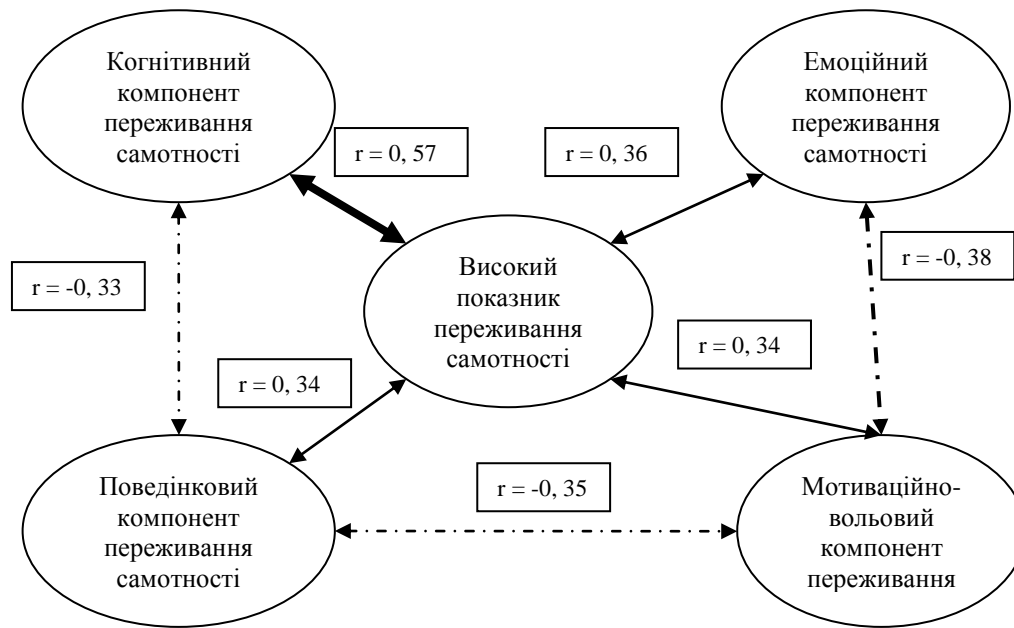 Когнітивний
компонент
переживання
самотності
Емоційний
компонент
переживання
самотності
r = 0, 57
r = 0, 36
r = -0, 33
Високий
показник
переживання
самотності
r = -0, 38
r = 0, 34
r = 0, 34
Поведінковий
компонент
переживання
самотності
r = -0, 35
Мотиваційно-
вольовий
компонент
переживання